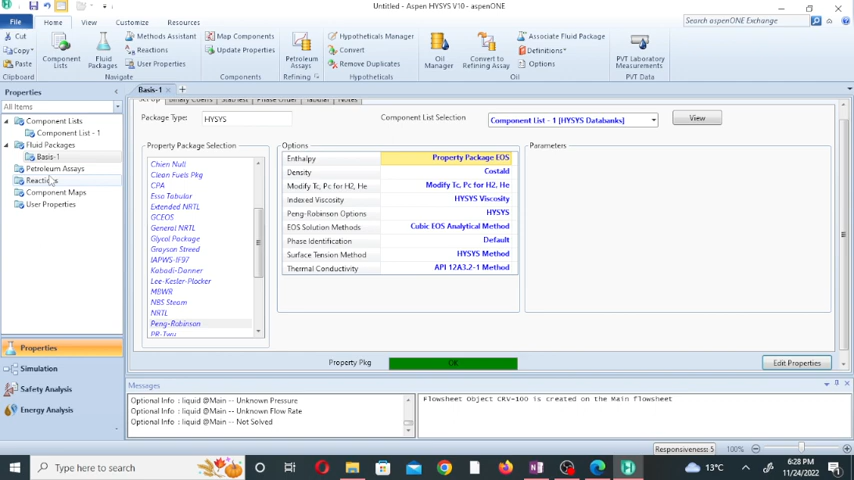 Untitled - Aspen HYSYS V10 - aspenONE
File Home View Customize Resources
Search aspenONE Exchange
Cut
Copy
Paste
Clipboard
Component Lists
Fluid Packages
Methods Assistant
Reactions
User Properties
Navigate
Map Components
Update Properties
Components
Petroleum Assays
Refining
Hypotheticals Manager
Convert
Remove Duplicates
Hypotheticals
Oil Manager
Convert to Refining Assay
Associate Fluid Package
Definitions
Options
Oil
PVT Laboratory Measurements
PVT Data
Properties
All Items
Component Lists
Component List - 1
Fluid Packages
Basis-1
Petroleum Assays
Reactions
Component Maps
User Properties
Properties
Simulation
Safety Analysis
Energy Analysis
Basis-1
Set Up Binary Coeffs StabTest Phase Order Tabular Notes
Package Type: HYSYS
Component List Selection Component List - 1 [HYSYS Databanks] View
Property Package Selection
Chien Null
Clean Fuels Pkg
CPA
Esso Tabular
Extended NRTL
GCEOS
General NRTL
Glycol Package
Grayson Streed
IAPWS-IF97
Kabadi-Danner
Lee-Kesler-Plocker
MBWR
NBS Steam
NRTL
Peng-Robinson
PR-Twu
Options
Enthalpy Property Package EOS
Density Costald
Modify Tc, Pc for H2, He Modify Tc, Pc for H2, He
Indexed Viscosity HYSYS Viscosity
Peng-Robinson Options HYSYS
EOS Solution Methods Cubic EOS Analytical Method
Phase Identification Default
Surface Tension Method HYSYS Method
Thermal Conductivity API 12A3.2-1 Method
Parameters
Property Pkg OK Edit Properties
Messages
Optional Info : liquid @Main -- Unknown Pressure
Optional Info : liquid @Main -- Unknown Flow Rate
Optional Info : liquid @Main -- Not Solved
Flowsheet Object CRV-100 is created on the Main flowsheet
Responsiveness: 5 100%
Type here to search
13°C
6:28 PM
11/24/2022